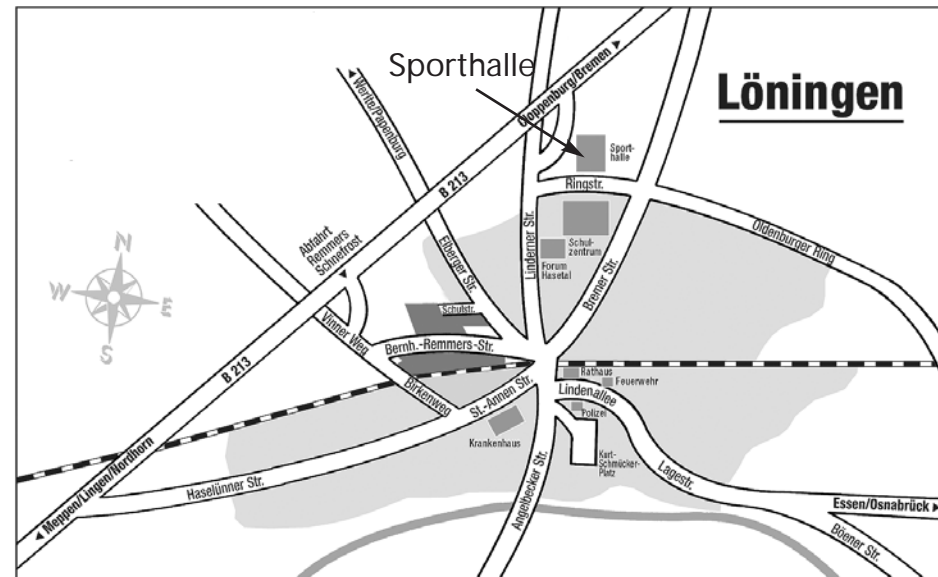 Sporthalle
Löningen
Cloppenburg/Bremen
Werlte/Papenburg
B 213
Sport-
halle
Ringstr.
Abfahrt
Remmers
Schnefrost
Elberger Str.
Linderner Str.
Schul-
zentrum
Forum
Hasetal
Bremer Str.
Oldenburger Ring
N
W
E
S
Schulstr.
Vinner Weg
Bernh.-Remmers-Str.
B 213
Birkenweg
St.-Annen Str.
Rathaus
Feuerwehr
Lindenallee
Polizei
Krankenhaus
Kurt-
Schmücker-
Platz
Haselünner Str.
Angelbecker Str.
Lagestr.
Meppen/Lingen/Nordhorn
Essen/Osnabrück
Böener Str.